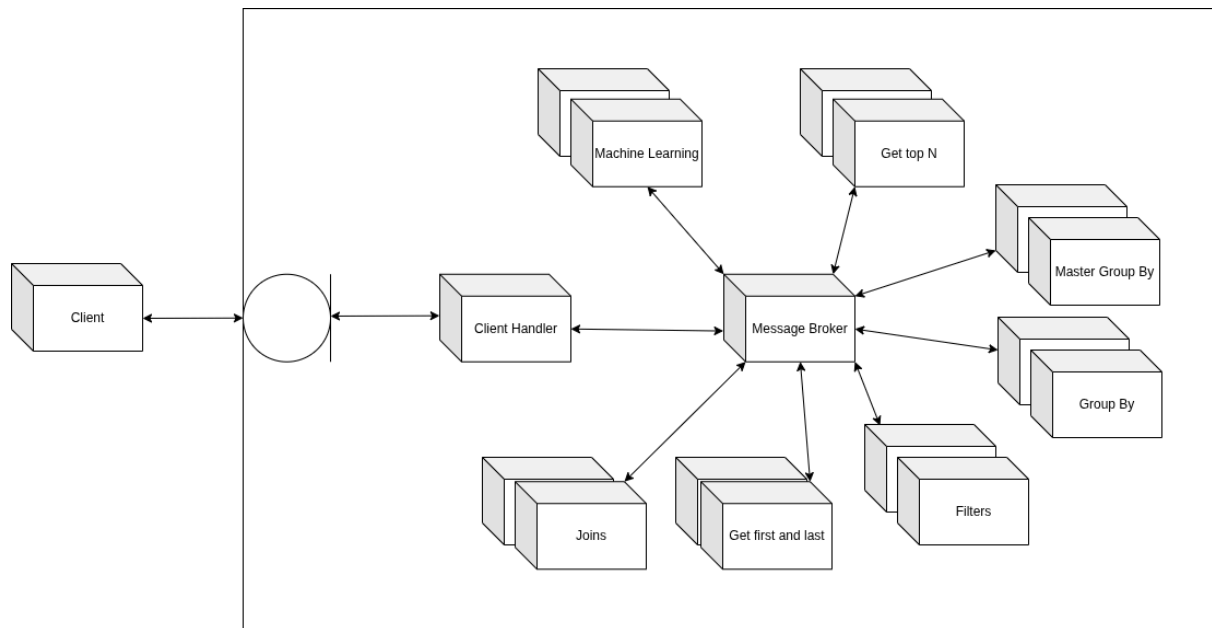 Machine Learning
Get top N
Master Group By
Client
Client Handler
Message Broker
Group By
Filters
Joins
Get first and last